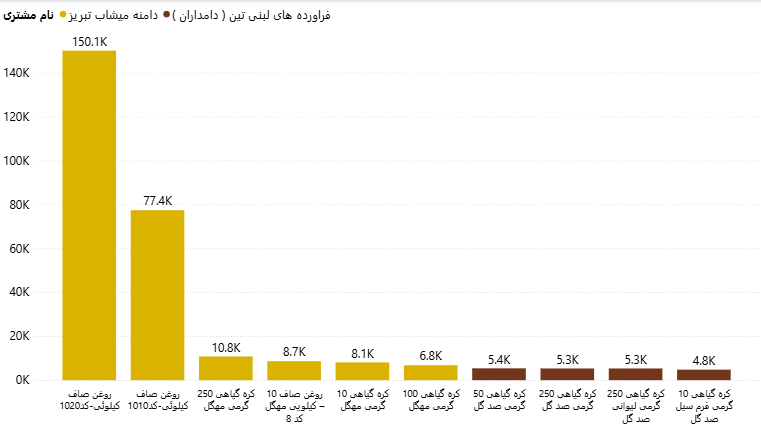 نام مشتری ● دامنه میشاب تبریز ● فراورده های لبنی تین ( دامداران )
150.1K
140K
120K
100K
80K
77.4K
60K
40K
20K
0K
10.8K
8.7K
8.1K
6.8K
5.4K
5.3K
5.3K
4.8K
روغن صاف
کیلوئی-کد1020
روغن صاف
کیلوئی-کد1010
کره گیاهی 250
گرمی مهگل
روغن صاف 10
کیلویی مهگل –
کد 8
کره گیاهی 10
گرمی مهگل
کره گیاهی 100
گرمی مهگل
کره گیاهی 50
گرمی صد گل
کره گیاهی 250
گرمی صد گل
کره گیاهی 250
گرمی لیوانی
صد گل
کره گیاهی 10
گرمی فرم سیل
صد گل